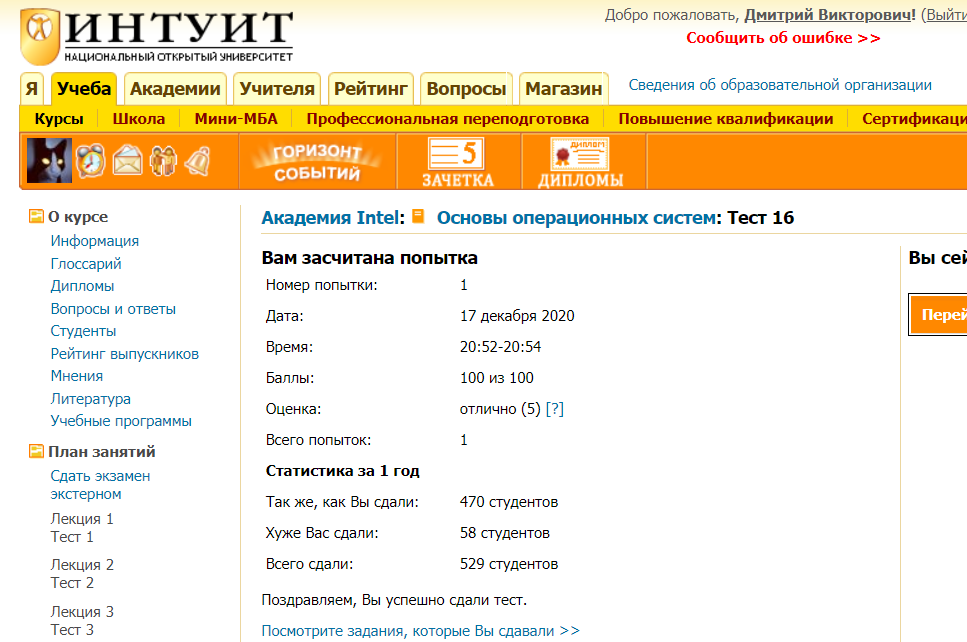 ИНТУИТ
НАЦИОНАЛЬНЫЙ ОТКРЫТЫЙ УНИВЕРСИТЕТ
Добро пожаловать, Дмитрий Викторович! (Выйти
Сообщить об ошибке >>
Я Учеба Академии Учителя Рейтинг Вопросы Магазин Сведения об образовательной организации
Курсы Школа Мини-МБА Профессиональная переподготовка Повышение квалификации Сертификаци
ГОРИЗОНТ СОБЫТИЙ
5 ЗАЧЕТКА
ДИПЛОМ ДИПЛОМЫ
О курсе
Информация
Глоссарий
Дипломы
Вопросы и ответы
Студенты
Рейтинг выпускников
Мнения
Литература
Учебные программы
План занятий
Сдать экзамен
экстерном
Лекция 1
Тест 1
Лекция 2
Тест 2
Лекция 3
Тест 3
Академия Intel: Основы операционных систем: Тест 16
Вам засчитана попытка
Номер попытки: 1
Дата: 17 декабря 2020
Время: 20:52-20:54
Баллы: 100 из 100
Оценка: отлично (5) [?]
Всего попыток: 1
Статистика за 1 год
Так же, как Вы сдали: 470 студентов
Хуже Вас сдали: 58 студентов
Всего сдали: 529 студентов
Поздравляем, Вы успешно сдали тест.
Посмотрите задания, которые Вы сдавали >>
Вы сей
Перей